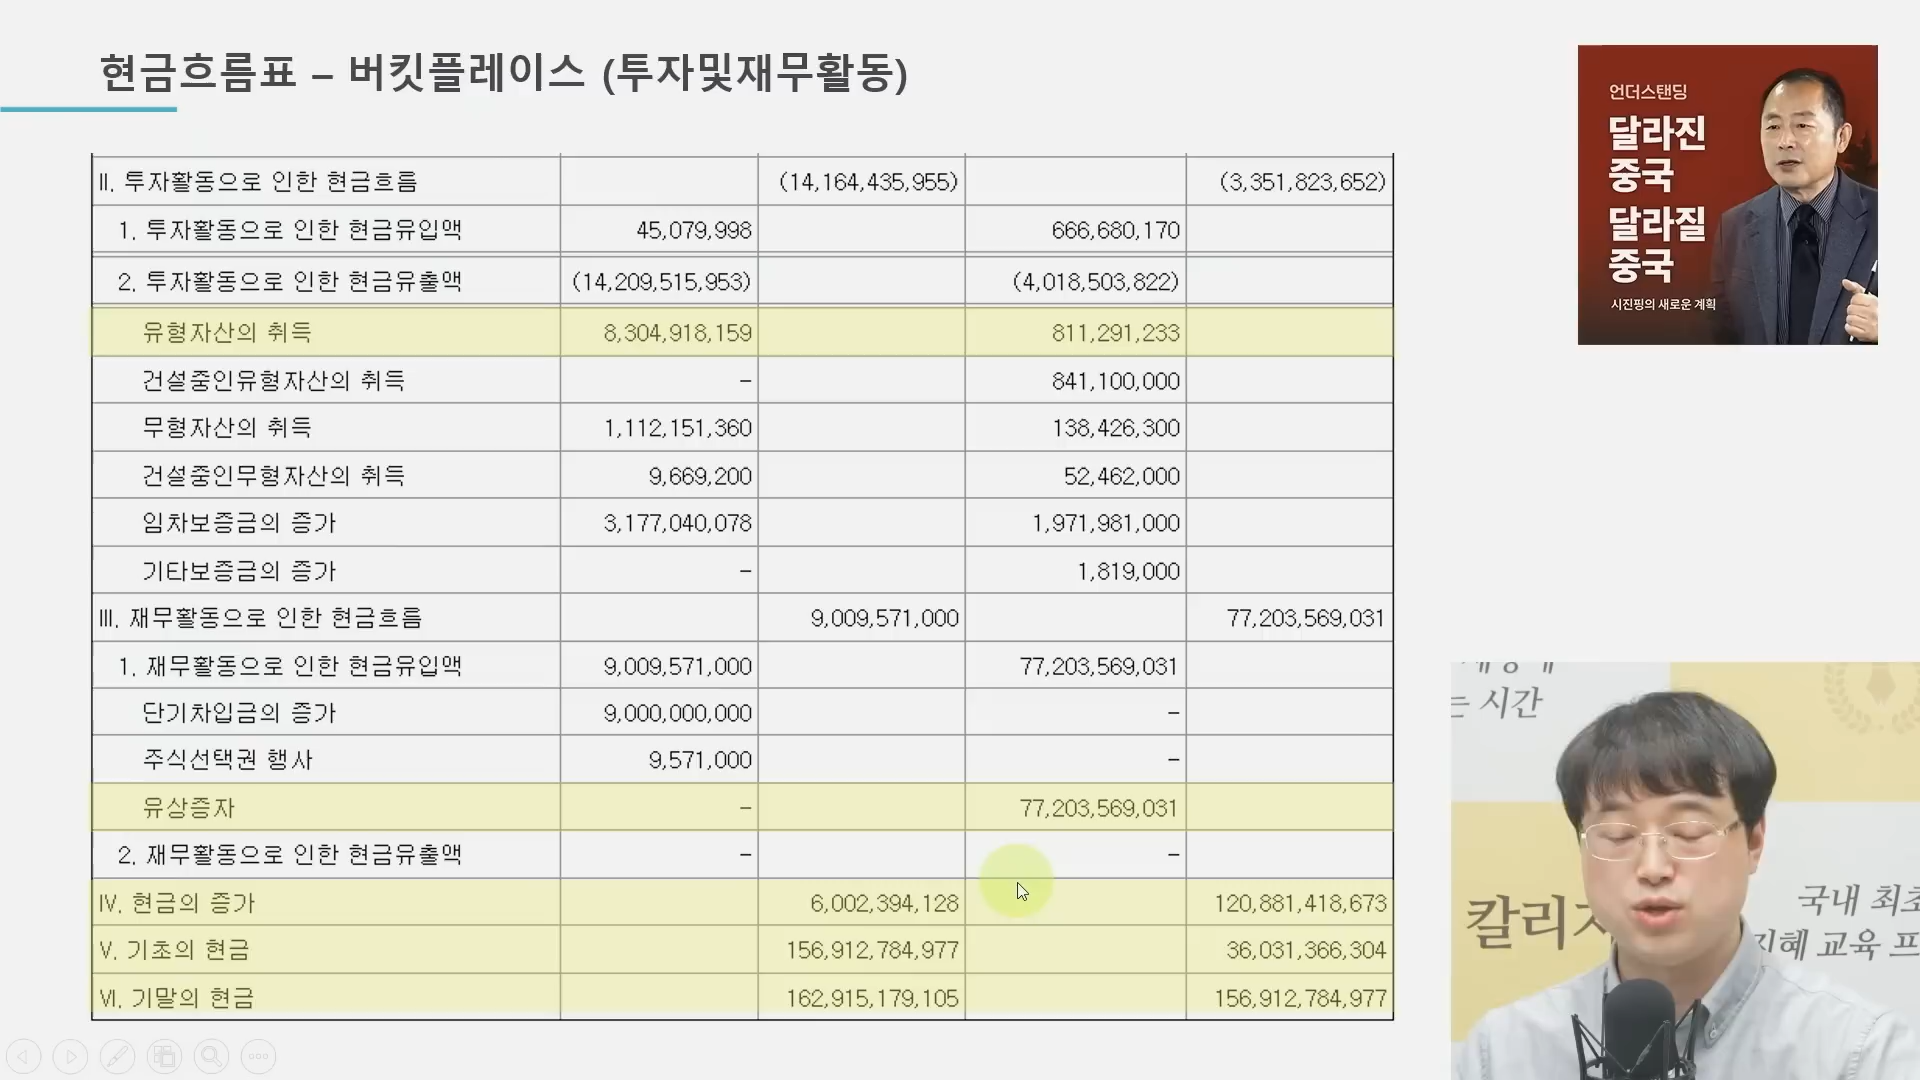 현금흐름표 – 버킷플레이스 (투자및재무활동)
언더스탠딩
달라진
중국
달라질
중국
시진핑의 새로운 계획
II. 투자활동으로 인한 현금흐름 (14,164,435,955) (3,351,823,652)
1. 투자활동으로 인한 현금유입액 45,079,998 666,680,170
2. 투자활동으로 인한 현금유출액 (14,209,515,953) (4,018,503,822)
유형자산의 취득 8,304,918,159 811,291,233
건설중인유형자산의 취득 – 841,100,000
무형자산의 취득 1,112,151,360 138,426,300
건설중인무형자산의 취득 9,669,200 52,462,000
임차보증금의 증가 3,177,040,078 1,971,981,000
기타보증금의 증가 – 1,819,000
III. 재무활동으로 인한 현금흐름 9,009,571,000 77,203,569,031
1. 재무활동으로 인한 현금유입액 9,009,571,000 77,203,569,031
단기차입금의 증가 9,000,000,000 –
주식선택권 행사 9,571,000 –
유상증자 – 77,203,569,031
2. 재무활동으로 인한 현금유출액 – –
IV. 현금의 증가 6,002,394,128 120,881,418,673
V. 기초의 현금 156,912,784,977 36,031,366,304
VI. 기말의 현금 162,915,179,105 156,912,784,977
는 시간
칼리
국내 최초
지혜 교육 프